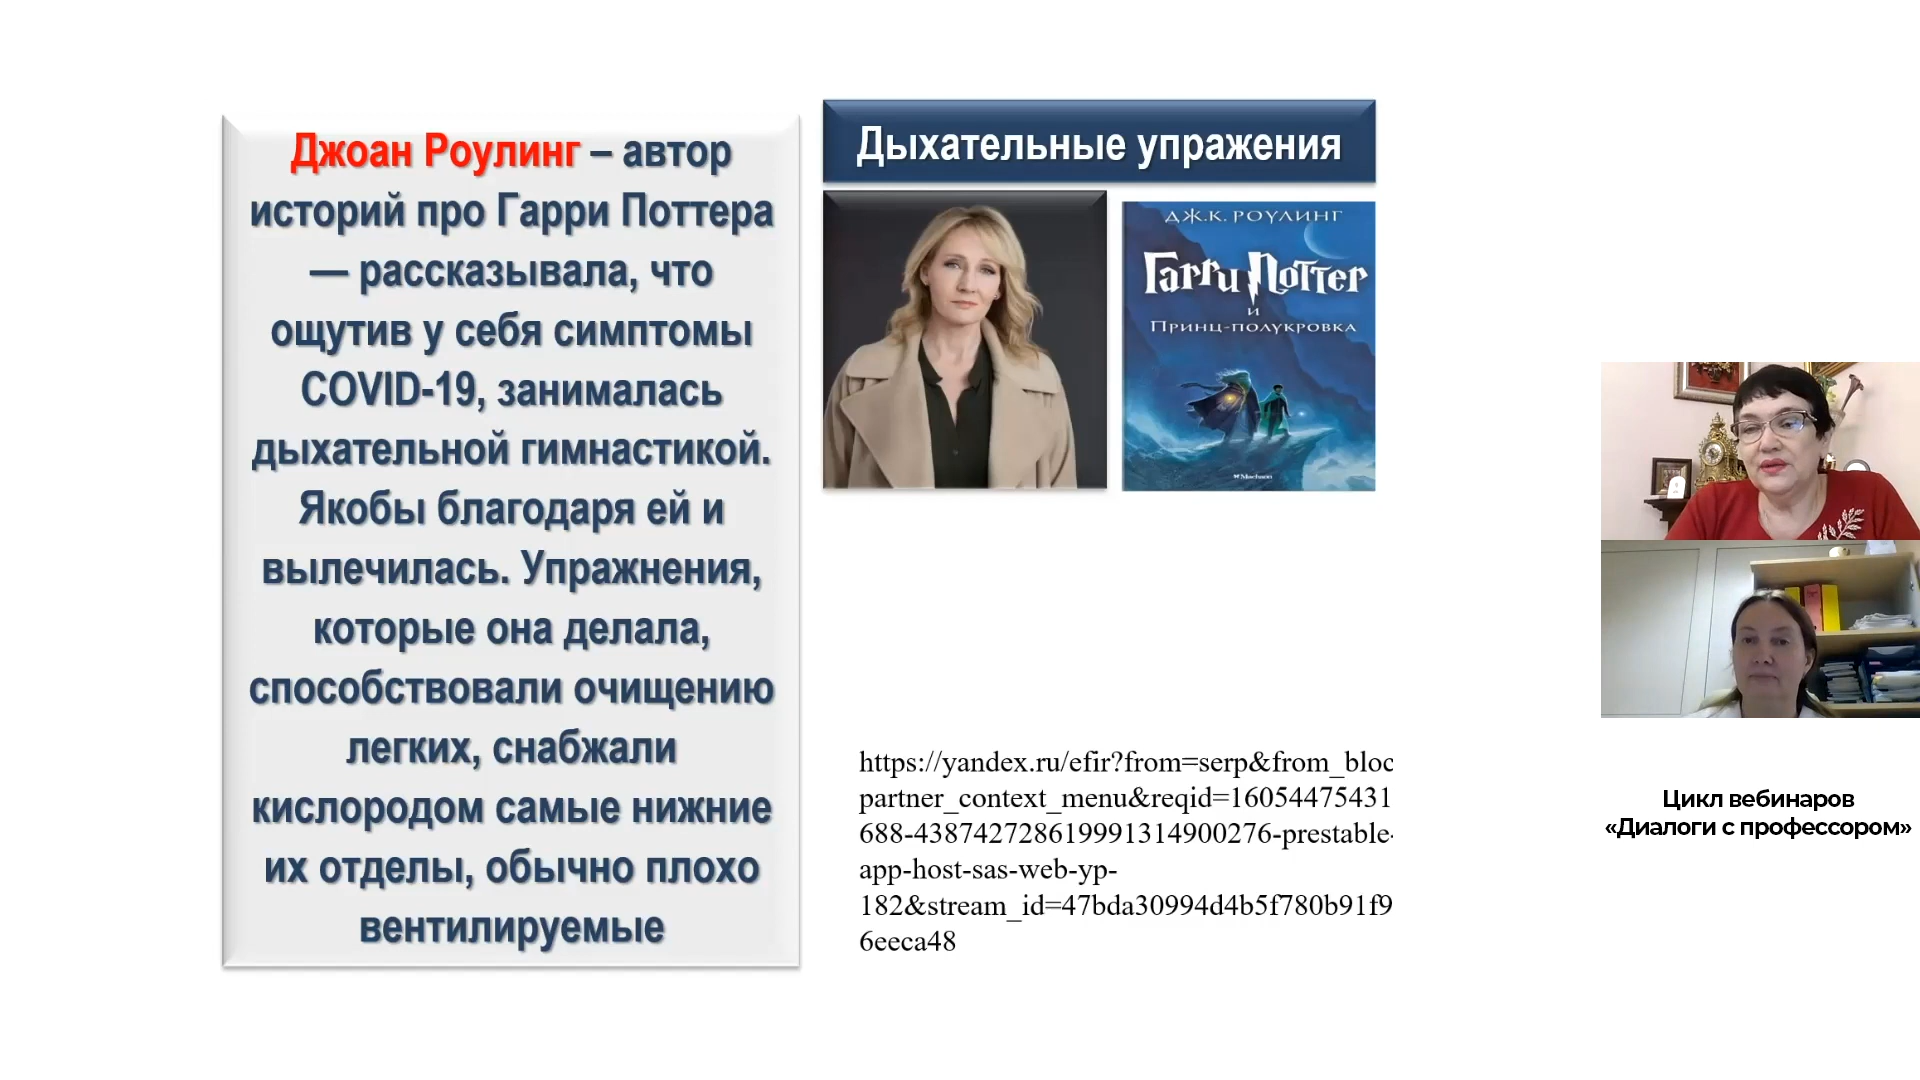 Джоан Роулинг – автор
историй про Гарри Поттера
— рассказывала, что
ощутив у себя симптомы
COVID-19, занималась
дыхательной гимнастикой.
Якобы благодаря ей и
вылечилась. Упражнения,
которые она делала,
способствовали очищению
легких, снабжали
кислородом самые нижние
их отделы, обычно плохо
вентилируемые
Дыхательные упражения
ДЖ.К. РОУЛИНГ
Гарри Поттер
и
Принц-полукровка
Machaon
https://yandex.ru/efir?from=serp&from_bloc
partner_context_menu&reqid=16054475431
688-438742728619991314900276-prestable-
app-host-sas-web-yp-
182&stream_id=47bda30994d4b5f780b91f9
6eeca48
Цикл вебинаров
«Диалоги с профессором»